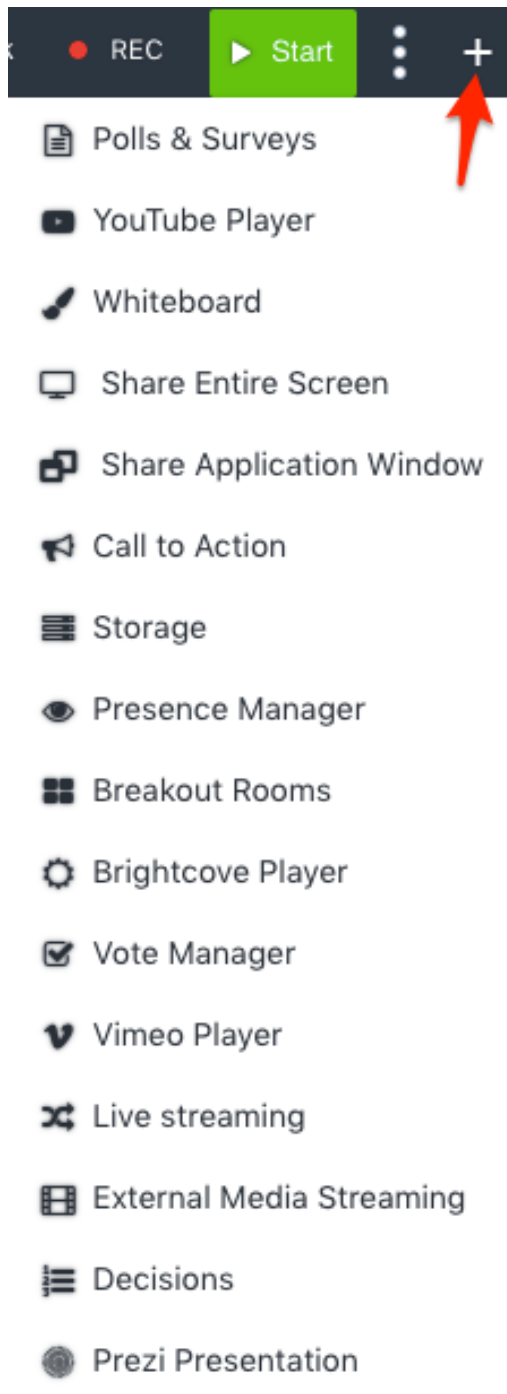 REC Start
Polls & Surveys
YouTube Player
Whiteboard
Share Entire Screen
Share Application Window
Call to Action
Storage
Presence Manager
Breakout Rooms
Brightcove Player
Vote Manager
Vimeo Player
Live streaming
External Media Streaming
Decisions
Prezi Presentation